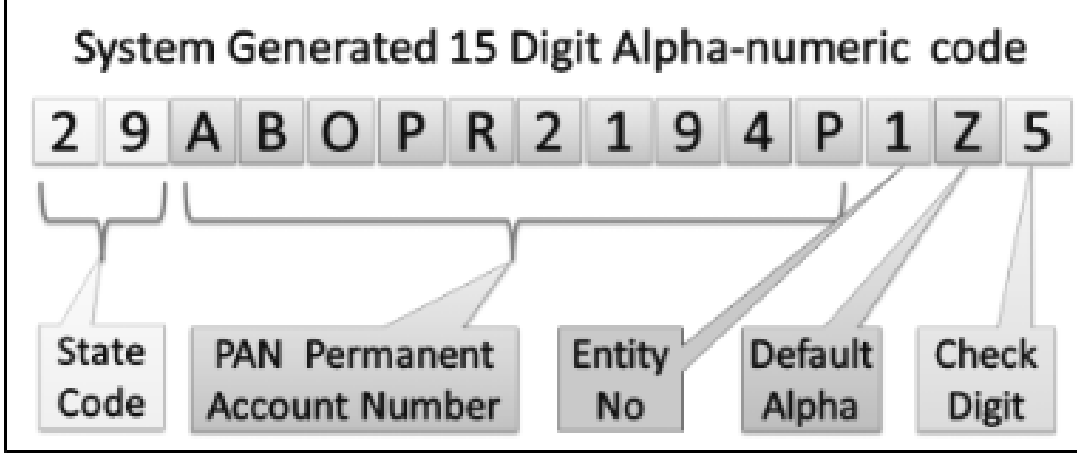 System Generated 15 Digit Alpha-numeric code
2 9 A B O P R 2 1 9 4 P 1 Z 5
State
Code
PAN Permanent
Account Number
Entity
No
Default
Alpha
Check
Digit